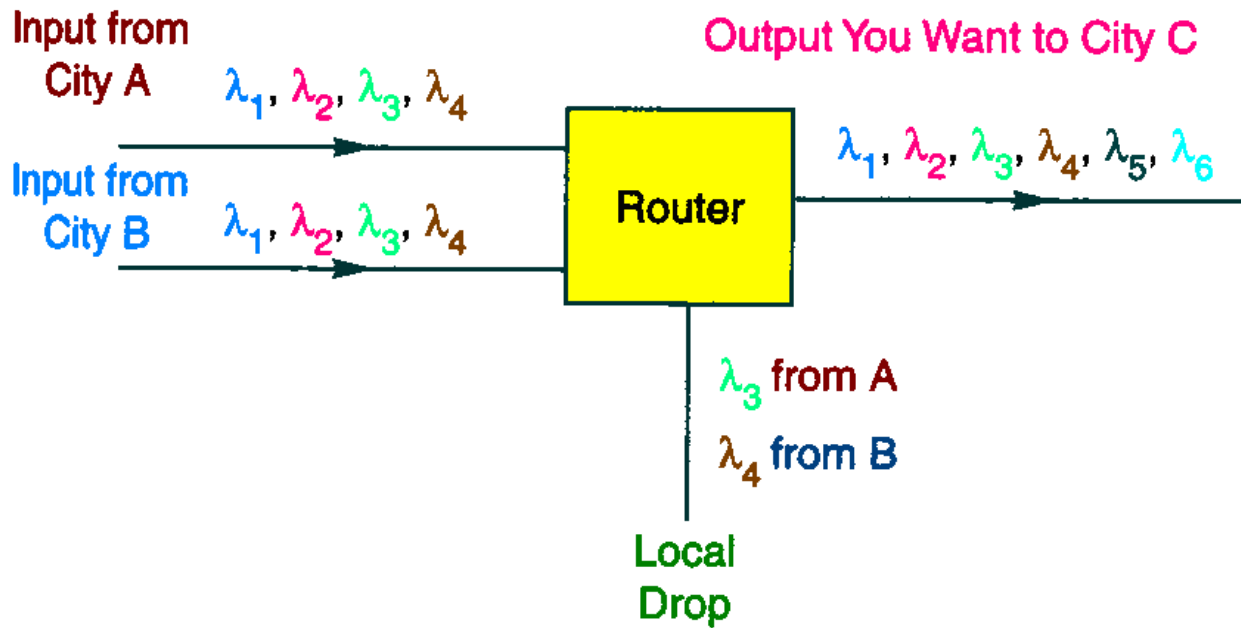 Input from
City A
λ1, λ2, λ3, λ4
Output You Want to City C
Input from
City B
λ1, λ2, λ3, λ4
Router
λ1, λ2, λ3, λ4, λ5, λ6
λ3 from A
λ4 from B
Local
Drop